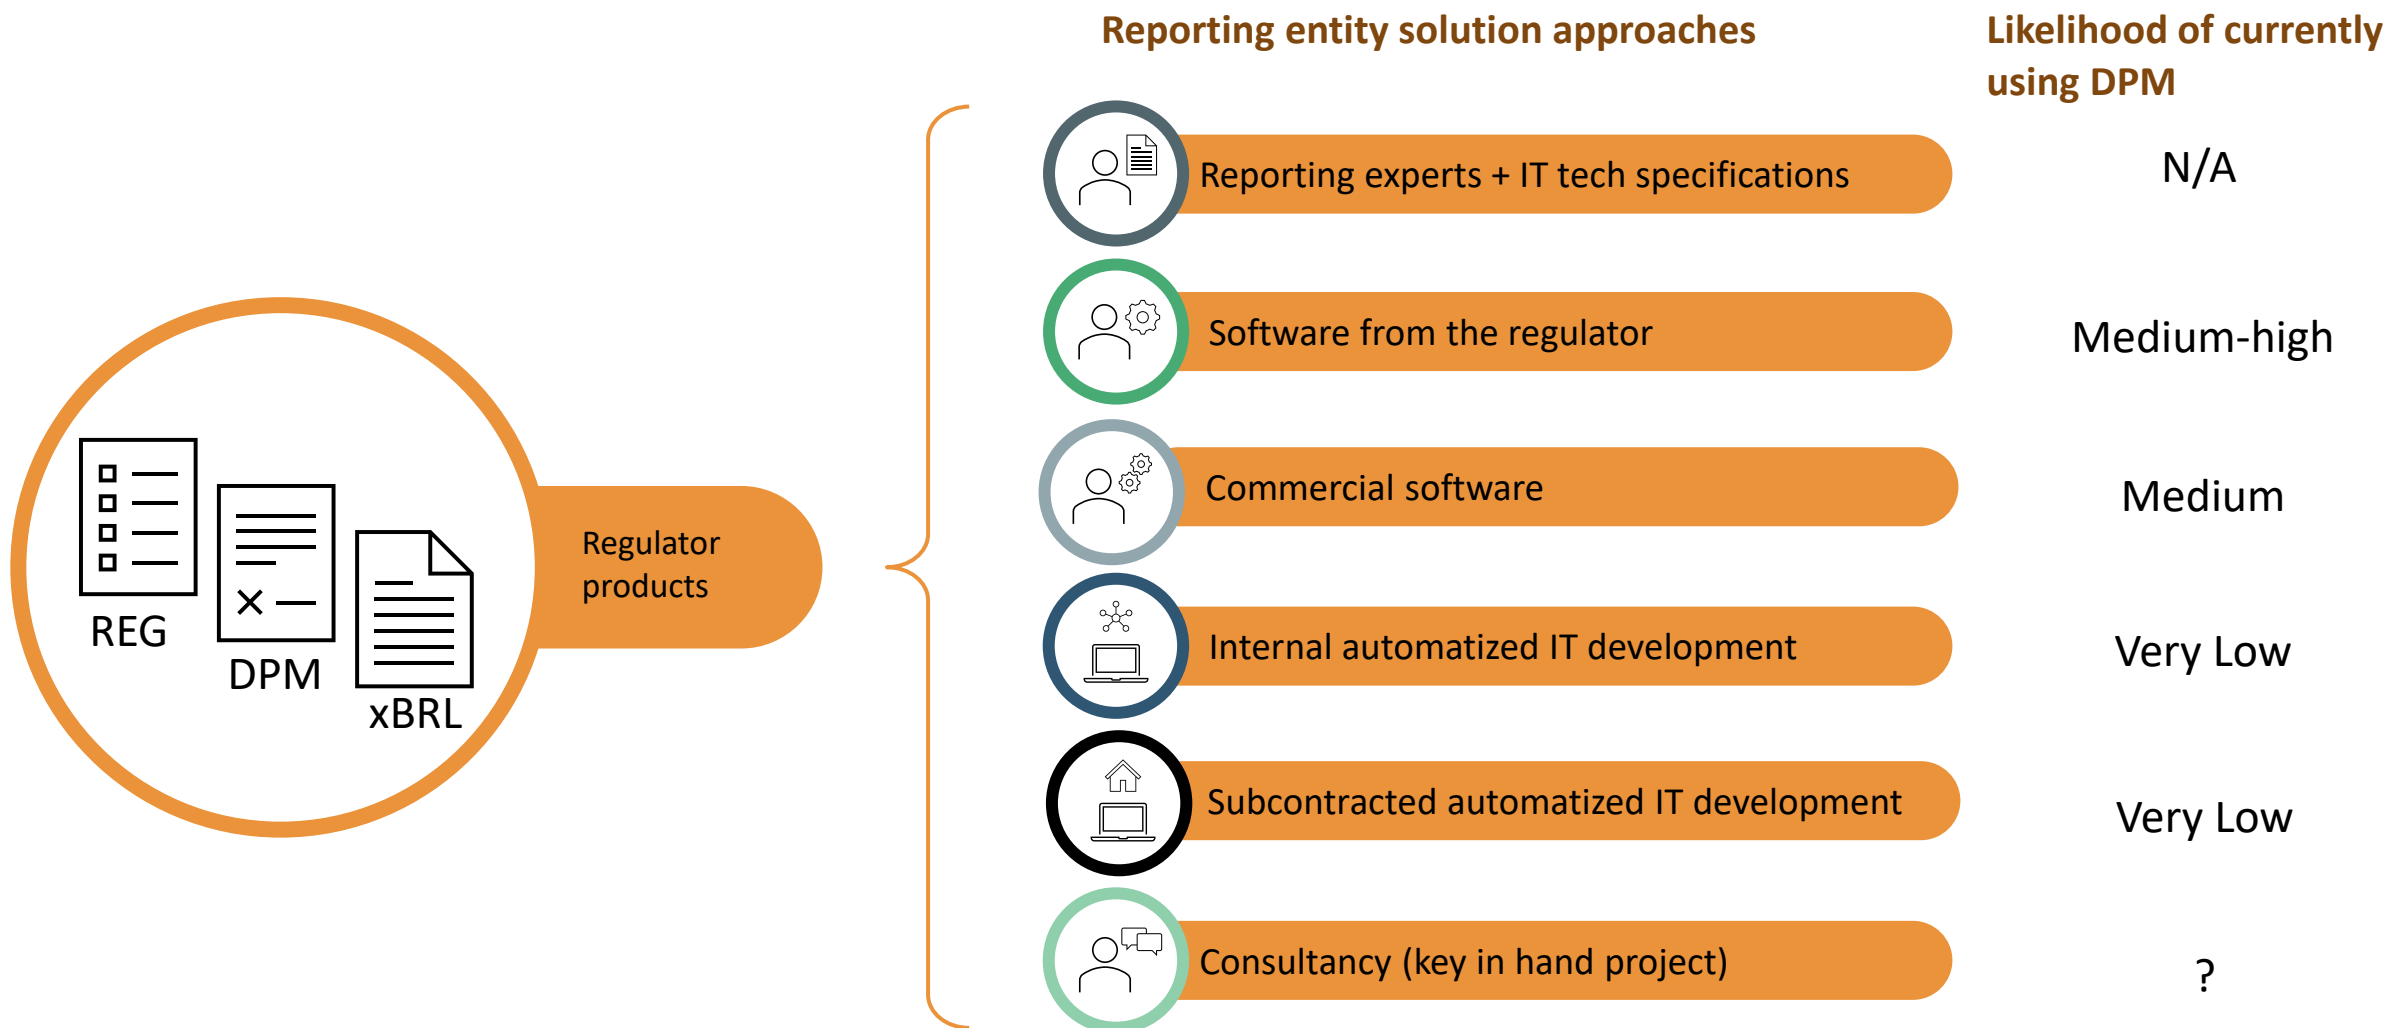 Reporting entity solution approaches
Likelihood of currently
using DPM
Reporting experts + IT tech specifications
N/A
Software from the regulator
Medium-high
Commercial software
Medium
Internal automatized IT development
Very Low
Subcontracted automatized IT development
Very Low
Consultancy (key in hand project)
?
Regulator
products
REG
DPM
xBRL